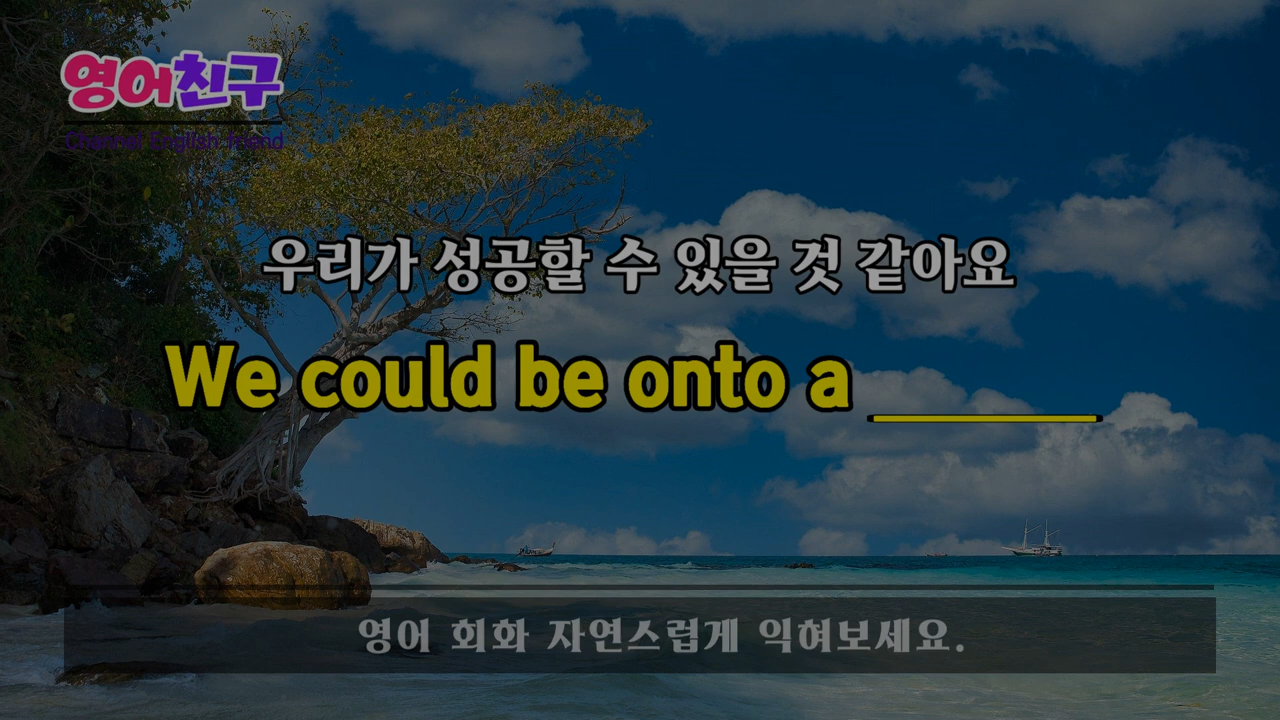 영어친구
Channel English friend
우리가 성공할 수 있을 것 같아요
We could be onto a ______
영어 회화 자연스럽게 익혀보세요.